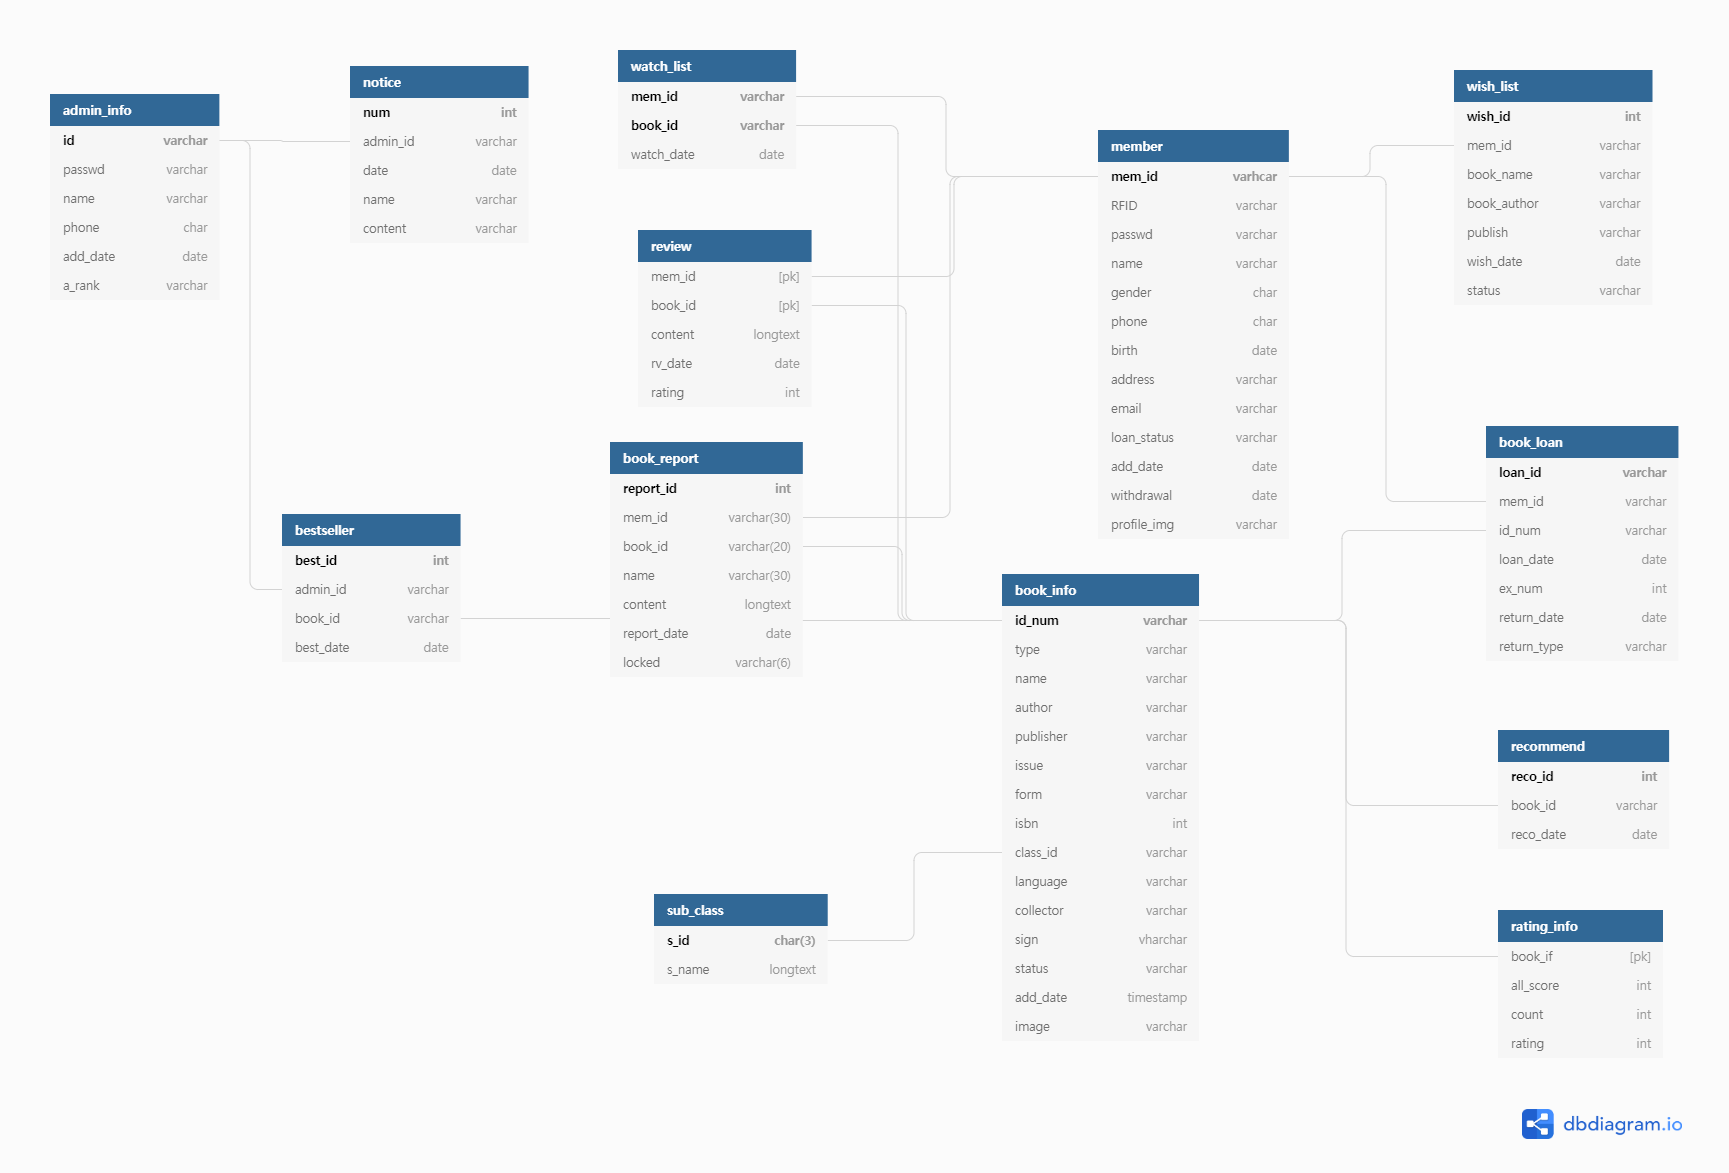 admin_info
id varchar
passwd varchar
name varchar
phone char
add_date date
a_rank varchar
notice
num int
admin_id varchar
date date
name varchar
content varchar
watch_list
mem_id varchar
book_id varchar
watch_date date
review
mem_id [pk]
book_id [pk]
content longtext
rv_date date
rating int
book_report
report_id int
mem_id varchar(30)
book_id varchar(20)
name varchar(30)
content longtext
report_date date
locked varchar(6)
bestseller
best_id int
admin_id varchar
book_id varchar
best_date date
sub_class
s_id char(3)
s_name longtext
member
mem_id varhcar
RFID varchar
passwd varchar
name varchar
gender char
phone char
birth date
address varchar
email varchar
loan_status varchar
add_date date
withdrawal date
profile_img varchar
book_info
id_num varchar
type varchar
name varchar
author varchar
publisher varchar
issue varchar
form varchar
isbn int
class_id varchar
language varchar
collector varchar
sign vharchar
status varchar
add_date timestamp
image varchar
wish_list
wish_id int
mem_id varchar
book_name varchar
book_author varchar
publish varchar
wish_date date
status varchar
book_loan
loan_id varchar
mem_id varchar
id_num varchar
loan_date date
ex_num int
return_date date
return_type varchar
recommend
reco_id int
book_id varchar
reco_date date
rating_info
book_if [pk]
all_score int
count int
rating int
dbdiagram.io